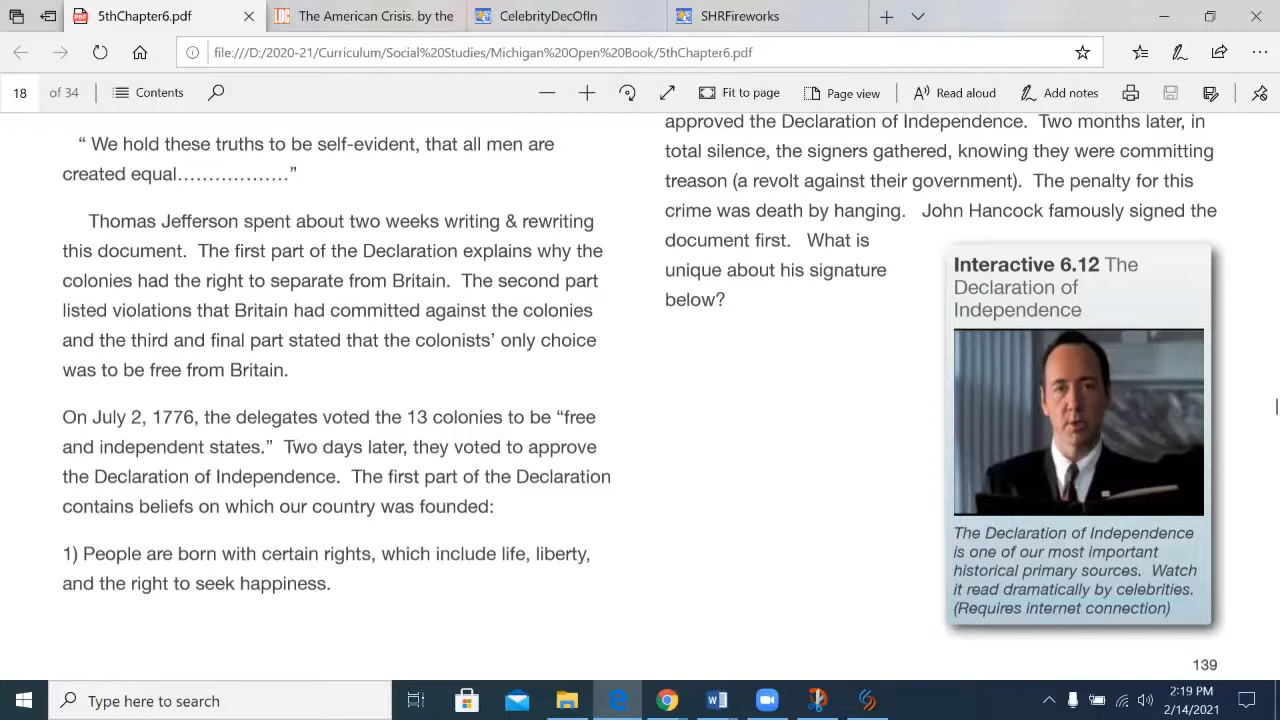 5thChapter6.pdf
LOC
The American Crisis. by the
CelebrityDecOfIn
SHRFireworks
file:///D:/2020-21/Curriculum/Social%20Studies/Michigan%20Open%20Book/5thChapter6.pdf
18 of 34
Contents
Fit to page
Page view
Read aloud
Add notes
“ We hold these truths to be self-evident, that all men are
created equal………………”
Thomas Jefferson spent about two weeks writing & rewriting
this document. The first part of the Declaration explains why the
colonies had the right to separate from Britain. The second part
listed violations that Britain had committed against the colonies
and the third and final part stated that the colonists’ only choice
was to be free from Britain.
On July 2, 1776, the delegates voted the 13 colonies to be “free
and independent states.” Two days later, they voted to approve
the Declaration of Independence. The first part of the Declaration
contains beliefs on which our country was founded:
1) People are born with certain rights, which include life, liberty,
and the right to seek happiness.
approved the Declaration of Independence. Two months later, in
total silence, the signers gathered, knowing they were committing
treason (a revolt against their government). The penalty for this
crime was death by hanging. John Hancock famously signed the
document first. What is
unique about his signature
below?
Interactive 6.12 The
Declaration of
Independence
The Declaration of Independence
is one of our most important
historical primary sources. Watch
it read dramatically by celebrities.
(Requires internet connection)
139
Type here to search
2:19 PM
2/14/2021